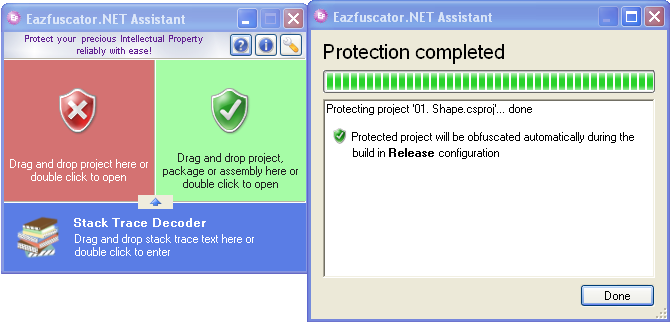 Eazfuscator.NET Assistant
Protect your precious Intellectual Property
reliably with ease!
Drag and drop project here or
double click to open
Drag and drop project,
package or assembly here or
double click to open
Stack Trace Decoder
Drag and drop stack trace text here or
double click to enter
Eazfuscator.NET Assistant
Protection completed
Protecting project '01. Shape.csproj'... done
Protected project will be obfuscated automatically during the
build in Release configuration
Done